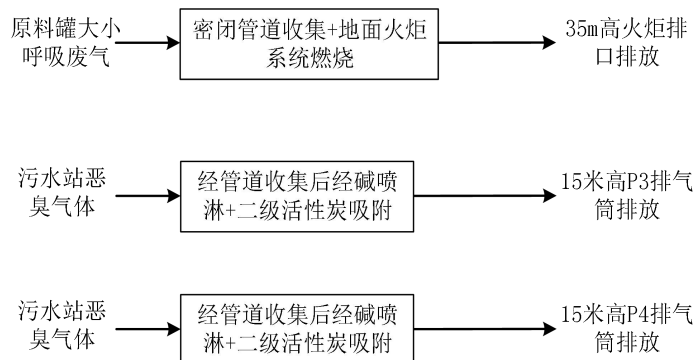 原料罐大小
呼吸废气
密闭管道收集+地面火炬
系统燃烧
35m高火炬排
口排放
污水站恶
臭气体
经管道收集后经碱喷
淋+二级活性炭吸附
15米高P3排气
筒排放
污水站恶
臭气体
经管道收集后经碱喷
淋+二级活性炭吸附
15米高P4排气
筒排放